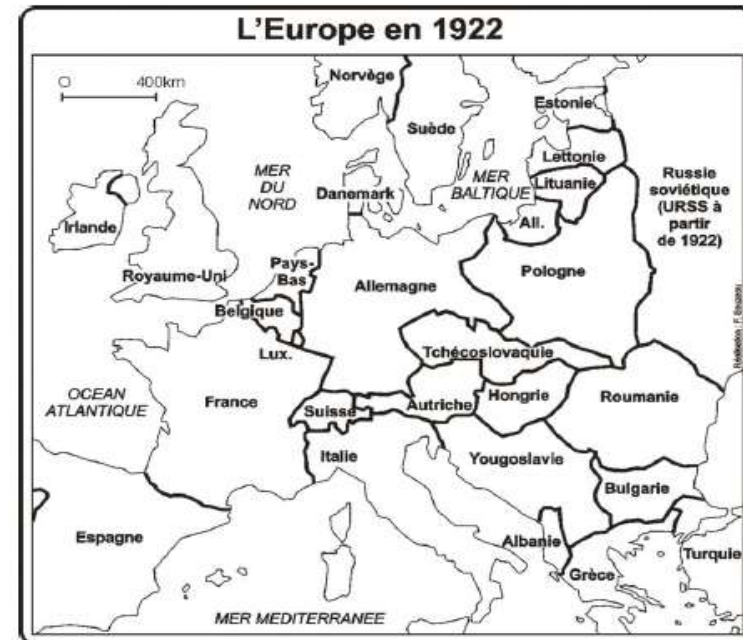 L'Europe en 1922
O 400km
Norvège
Suède
Estonie
Lettonie
Lituanie
Russie
soviétique
(URSS à
partir
de 1922)
MER
DU
NORD
MER
BALTIQUE
Danemark
All.
Irlande
Royaume-Uni
Pays-
Bas
Allemagne
Pologne
Belgique
Lux.
Tchécoslovaquie
OCEAN
ATLANTIQUE
France
Suisse
Autriche
Hongrie
Roumanie
Italie
Yougoslavie
Bulgarie
Espagne
Albanie
Grèce
Turquie
MER MEDITERRANEE